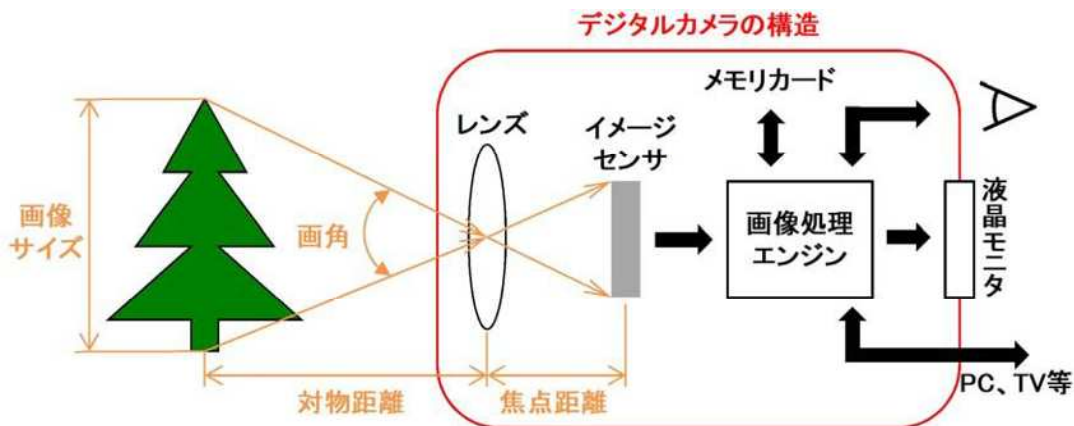 デジタルカメラの構造
メモリカード
レンズ
イメージ
センサ
画像
サイズ
画角
画像処理
エンジン
液晶モニタ
対物距離
焦点距離
PC、TV等